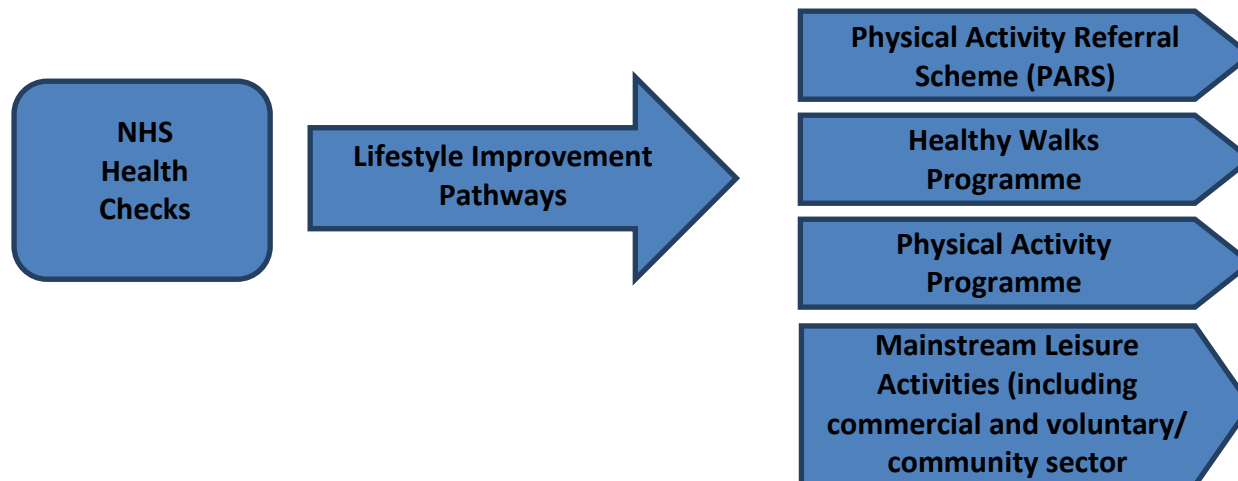 NHS
Health
Checks
Lifestyle Improvement
Pathways
Physical Activity Referral
Scheme (PARS)
Healthy Walks
Programme
Physical Activity
Programme
Mainstream Leisure
Activities (including
commercial and voluntary/
community sector